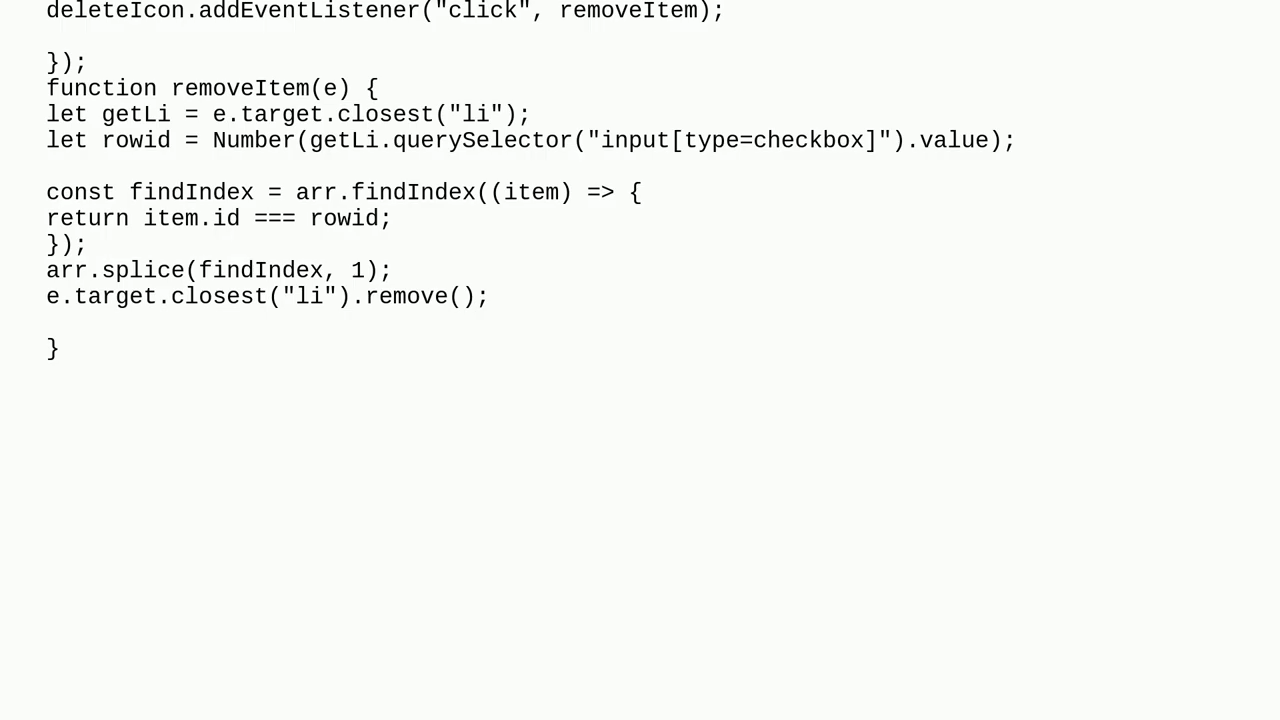 deleteIcon.addEventListener("click", removeItem);
});
function removeItem(e) {
let getLi = e.target.closest("li");
let rowid = Number(getLi.querySelector("input[type=checkbox]").value);
const findIndex = arr.findIndex((item) => {
return item.id === rowid;
});
arr.splice(findIndex, 1);
e.target.closest("li").remove();
}